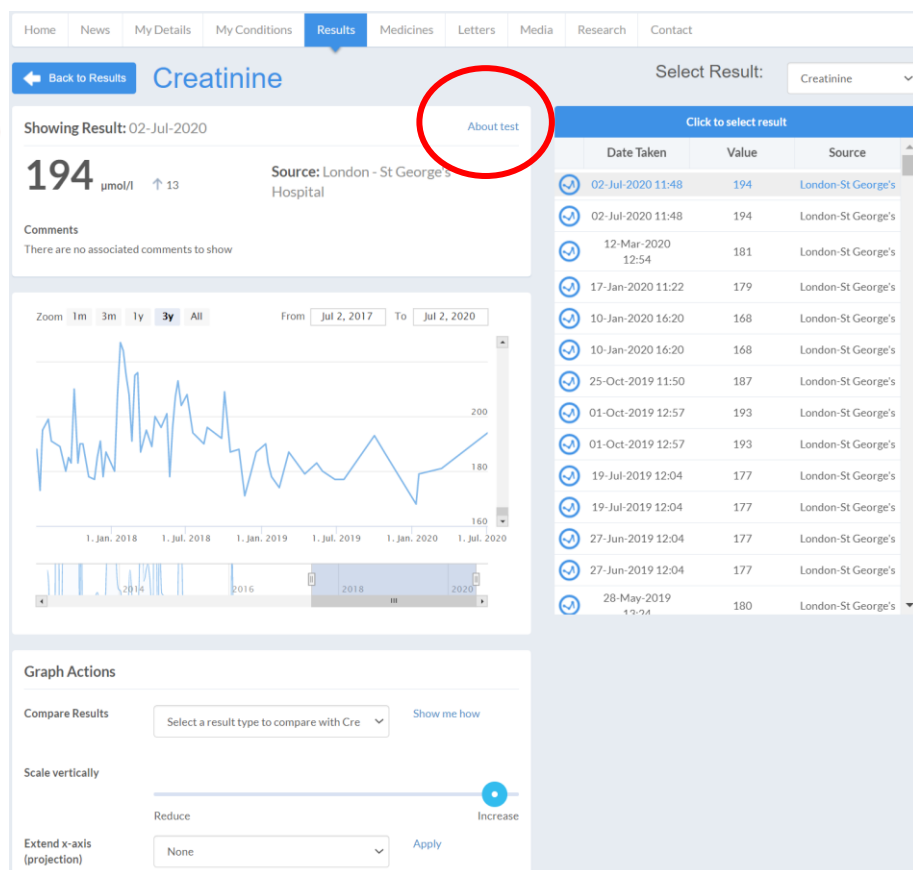 Home News My Details My Conditions Results Medicines Letters Media Research Contact
Back to Results
Creatinine
Select Result:
Creatinine
Showing Result: 02-Jul-2020
About test
194 µmol/l 13
Source: London - St George's
Hospital
Comments
There are no associated comments to show
Click to select result
Date Taken Value Source
02-Jul-2020 11:48 194 London-St George's
02-Jul-2020 11:48 194 London-St George's
12-Mar-2020
12:54 181 London-St George's
17-Jan-2020 11:22 179 London-St George's
10-Jan-2020 16:20 168 London-St George's
10-Jan-2020 16:20 168 London-St George's
25-Oct-2019 11:50 187 London-St George's
01-Oct-2019 12:57 193 London-St George's
01-Oct-2019 12:57 193 London-St George's
19-Jul-2019 12:04 177 London-St George's
19-Jul-2019 12:04 177 London-St George's
27-Jun-2019 12:04 177 London-St George's
27-Jun-2019 12:04 177 London-St George's
28-May-2019
180 London-St George's
Zoom 1m 3m 1y 3y All
From Jul 2, 2017 To Jul 2, 2020
200
180
160
1. Jan. 2018 1. Jul. 2018 1. Jan. 2019 1. Jul. 2019 1. Jan. 2020 1. Jul. 2020
2014 2016 2018 2020
Graph Actions
Compare Results
Select a result type to compare with Cre
Show me how
Scale vertically
Reduce Increase
Extend x-axis
(projection)
None
Apply